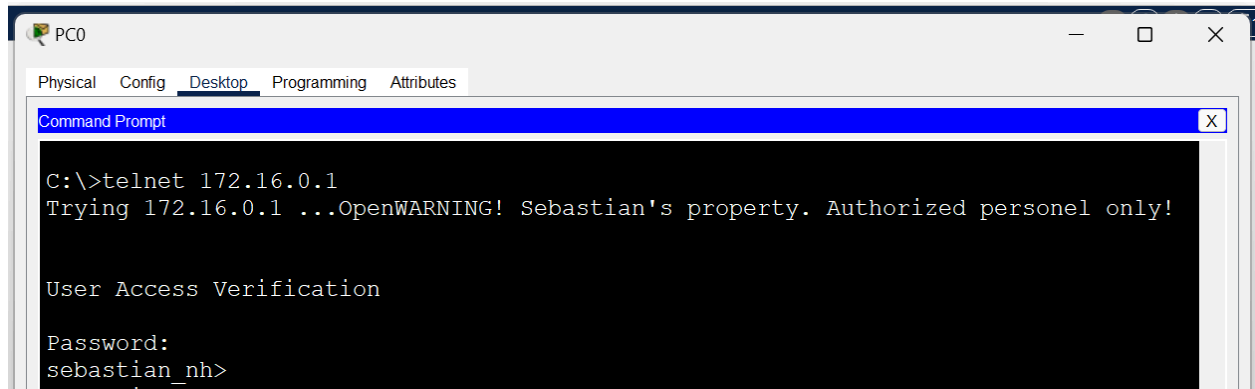 PC0
Physical Config Desktop Programming Attributes
Command Prompt
X
C:\>telnet 172.16.0.1
Trying 172.16.0.1 ...OpenWARNING! Sebastian's property. Authorized personel only!
User Access Verification
Password:
sebastian_nh>